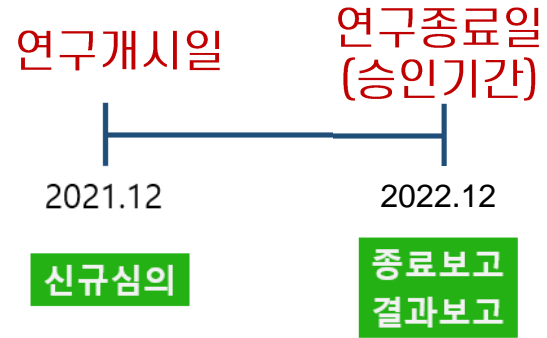 연구개시일
연구종료일
(승인기간)
2021.12
2022.12
신규심의
종료보고
결과보고